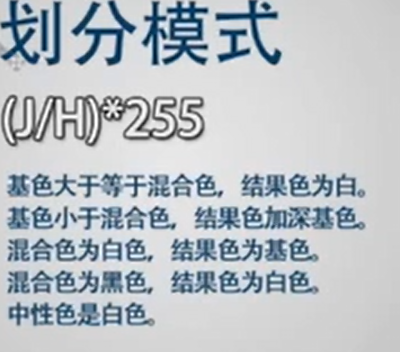 划分模式
(J/H)*255
基色大于等于混合色，结果色为白。
基色小于混合色，结果色加深基色。
混合色为白色，结果色为基色。
混合色为黑色，结果色为白色。
中性色是白色。